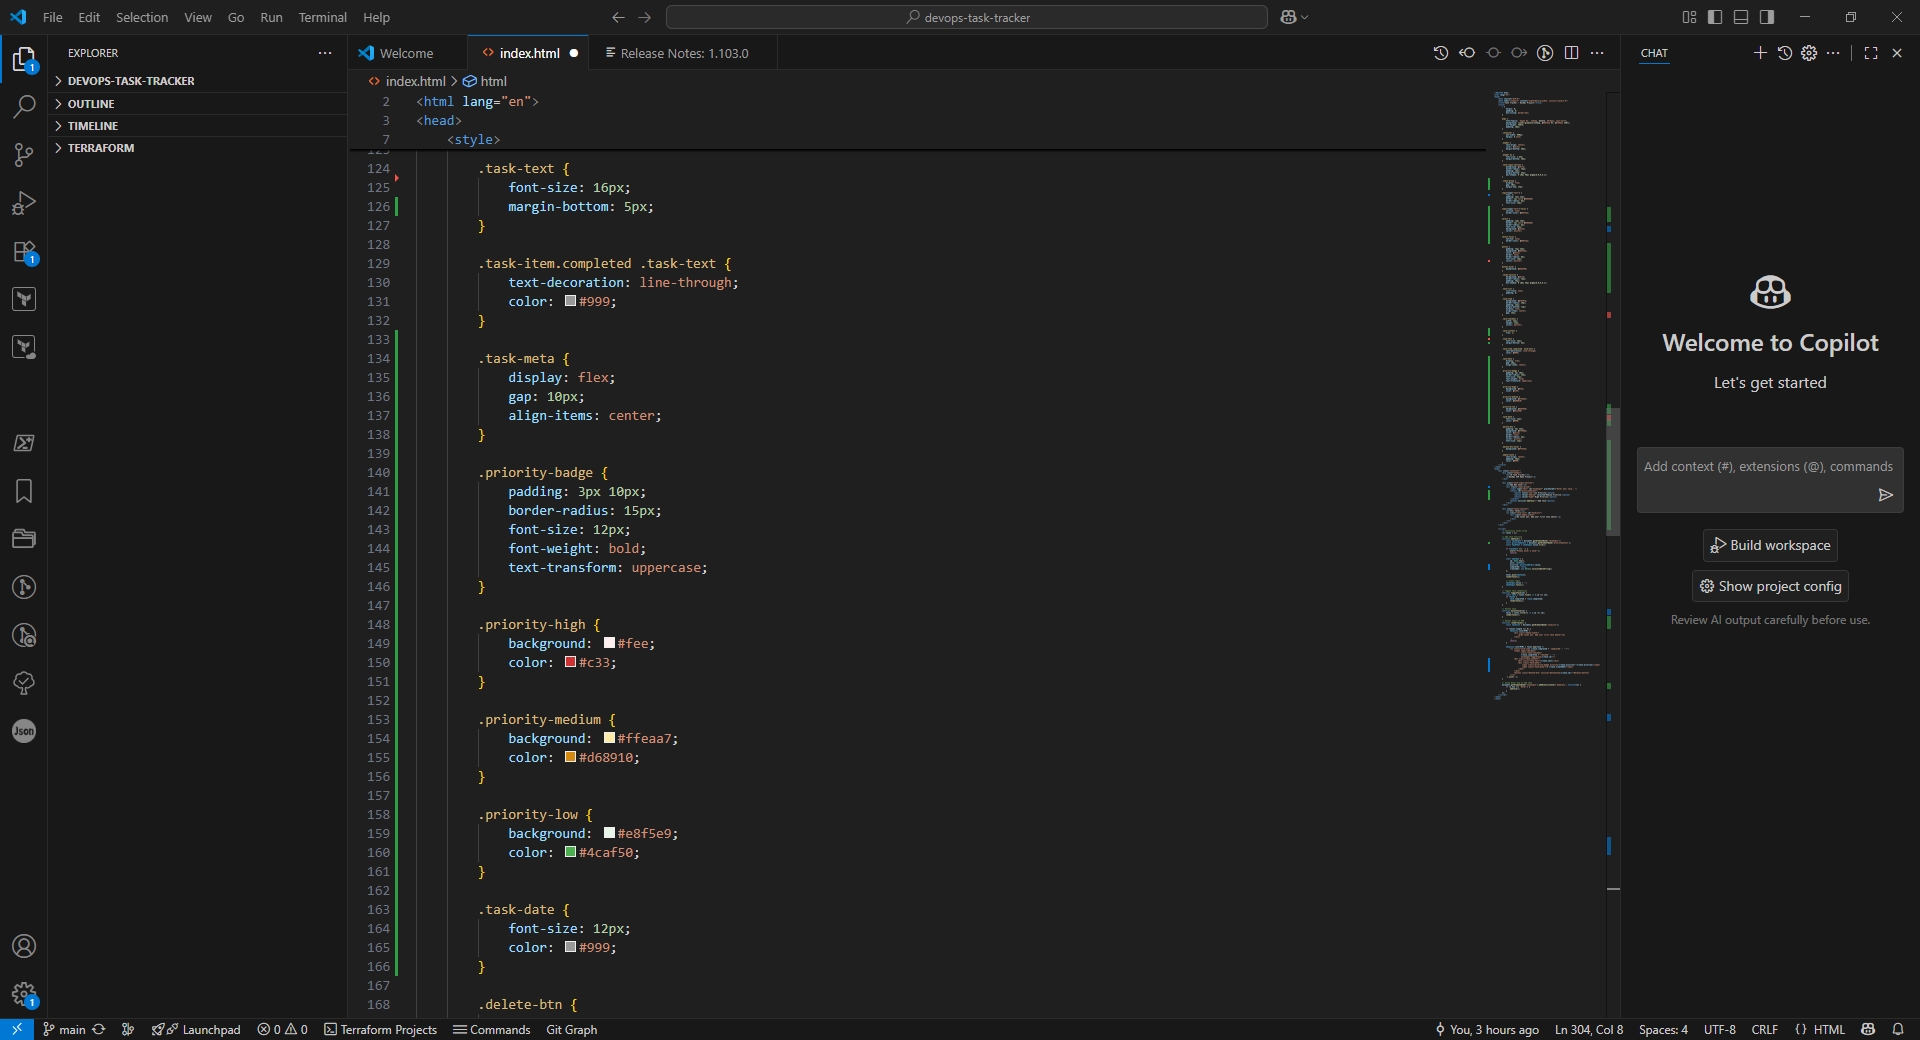 File Edit Selection View Go Run Terminal Help
devops-task-tracker
EXPLORER
DEVOPS-TASK-TRACKER
OUTLINE
TIMELINE
TERRAFORM
1
1
Json
1
Welcome
index.html
Release Notes: 1.103.0
index.html > html
2 <html lang="en">
3 <head>
7 <style>
124 .task-text {
125 font-size: 16px;
126 margin-bottom: 5px;
127 }
128
129 .task-item.completed .task-text {
130 text-decoration: line-through;
131 color: #999;
132 }
133
134 .task-meta {
135 display: flex;
136 gap: 10px;
137 align-items: center;
138 }
139
140 .priority-badge {
141 padding: 3px 10px;
142 border-radius: 15px;
143 font-size: 12px;
144 font-weight: bold;
145 text-transform: uppercase;
146 }
147
148 .priority-high {
149 background: #fee;
150 color: #c33;
151 }
152
153 .priority-medium {
154 background: #ffeaa7;
155 color: #d68910;
156 }
157
158 .priority-low {
159 background: #e8f5e9;
160 color: #4caf50;
161 }
162
163 .task-date {
164 font-size: 12px;
165 color: #999;
166 }
167
168 .delete-btn {
CHAT
Welcome to Copilot
Let's get started
Add context (#), extensions (@), commands
Build workspace
Show project config
Review AI output carefully before use.
main Launchpad 0 0 Terraform Projects Commands Git Graph
You, 3 hours ago Ln 304, Col 8 Spaces: 4 UTF-8 CRLF {} HTML